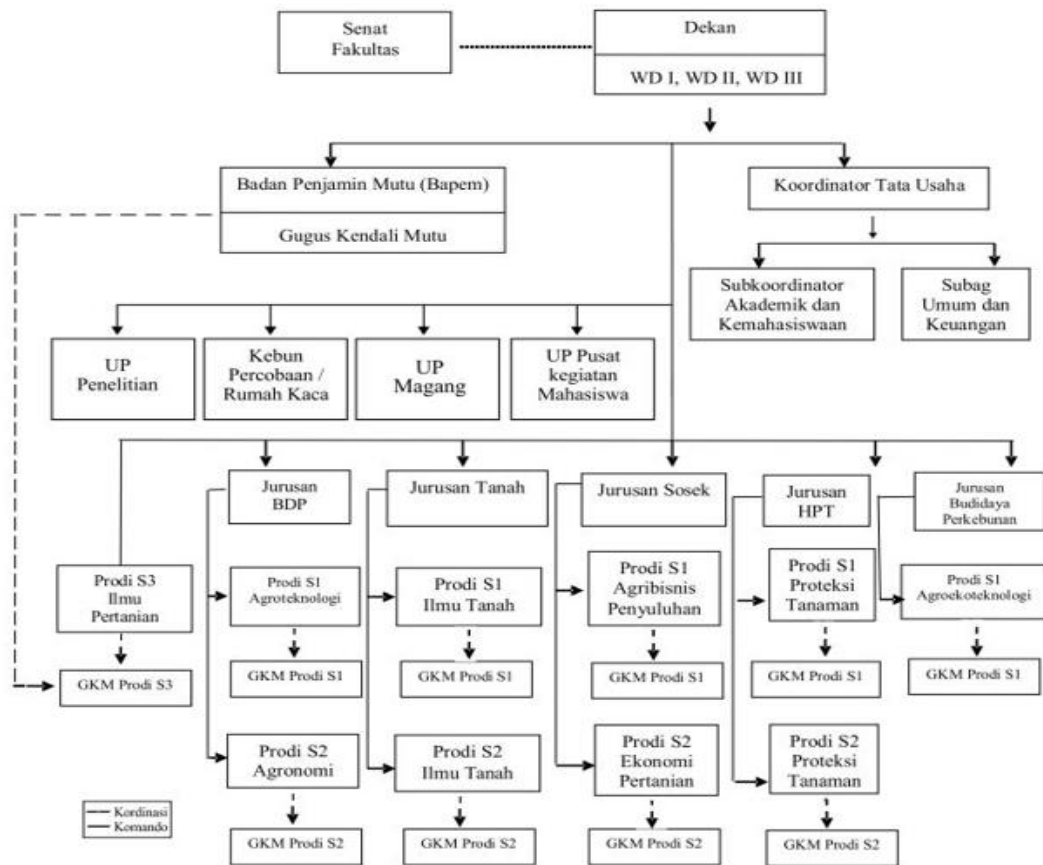 Senat
Fakultas
Dekan
WD I, WD II, WD III
Badan Penjamin Mutu (Bapem)
Gugus Kendali Mutu
Koordinator Tata Usaha
Subkoordinator
Akademik dan
Kemahasiswaan
Subag
Umum dan
Keuangan
UP
Penelitian
Kebun
Percobaan /
Rumah Kaca
UP
Magang
UP Pusat
kegiatan
Mahasiswa
Jurusan
BDP
Jurusan Tanah
Jurusan Sosek
Jurusan
HPT
Jurusan
Budidaya
Perkebunan
Prodi S3
Ilmu
Pertanian
Prodi S1
Agroteknologi
Prodi S1
Ilmu Tanah
Prodi S1
Agribisnis
Penyuluhan
Prodi S1
Proteksi
Tanaman
Prodi S1
Agroekoteknologi
GKM Prodi S3
GKM Prodi S1
GKM Prodi S1
GKM Prodi S1
GKM Prodi S1
GKM Prodi S1
Prodi S2
Agronomi
Prodi S2
Ilmu Tanah
Prodi S2
Ekonomi
Pertanian
Prodi S2
Proteksi
Tanaman
Kordinasi
Komando
GKM Prodi S2
GKM Prodi S2
GKM Prodi S2
GKM Prodi S2